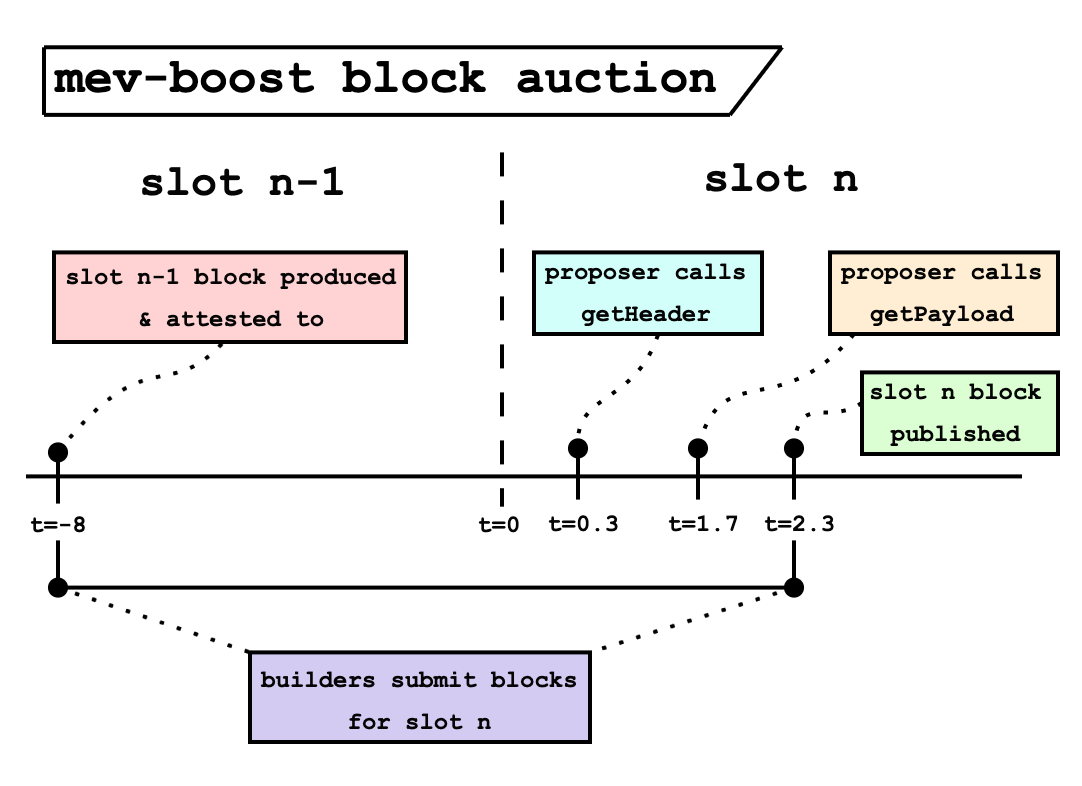 mev-boost block auction
slot n-1
slot n
slot n-1 block produced
& attested to
proposer calls
getHeader
proposer calls
getPayload
slot n block
published
t=-8
t=0
t=0.3
t=1.7
t=2.3
builders submit blocks
for slot n